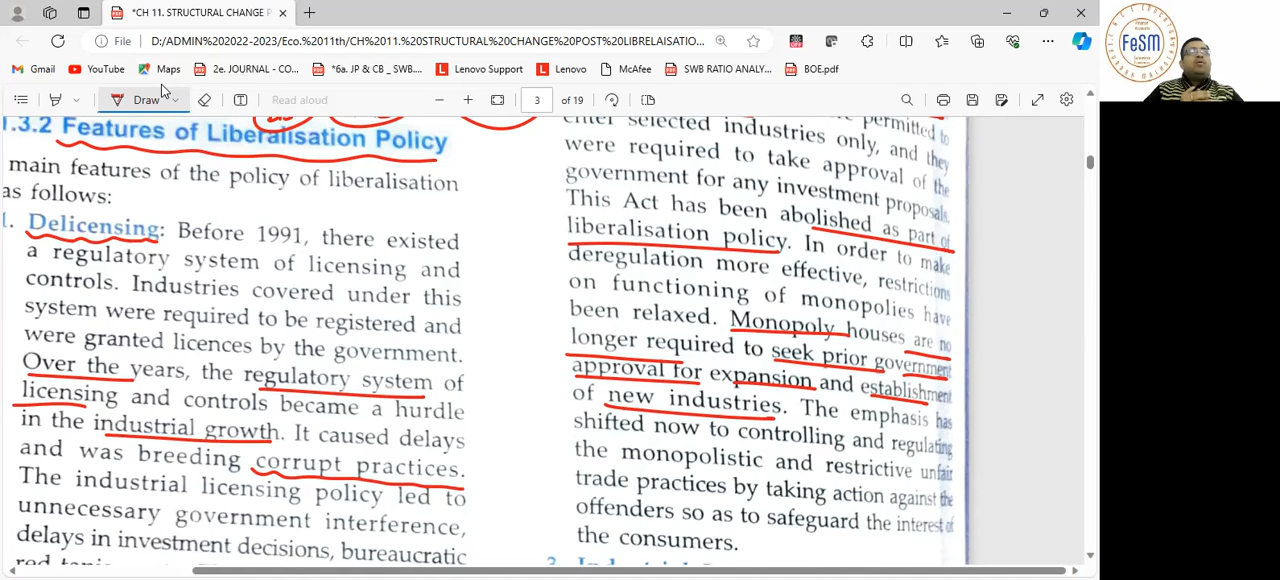 *CH 11. STRUCTURAL CHANGE P
File
D:/ADMIN%202022-2023/Eco.%2011th/CH%2011.%20STRUCTURAL%20CHANGE%20POST%20LIBRELAISATIO...
Gmail
YouTube
Maps
2e. JOURNAL - CO...
*6a. JP & CB _ SWB....
Lenovo Support
Lenovo
McAfee
SWB RATIO ANALY...
BOE.pdf
Draw
Read aloud
3 of 19
FeSM
1.3.2 Features of Liberalisation Policy
main features of the policy of liberalisation
as follows:
1. Delicensing: Before 1991, there existed
a regulatory system of licensing and
controls. Industries covered under this
system were required to be registered and
were granted licences by the government.
Over the years, the regulatory system of
licensing and controls became a hurdle
in the industrial growth. It caused delays
and was breeding corrupt practices.
The industrial licensing policy led to
unnecessary government interference,
delays in investment decisions, bureaucratic
permitted to
enter selected industries only, and they
were required to take approval of the
government for any investment proposals.
This Act has been abolished as part of
liberalisation policy. In order to make
deregulation more effective, restrictions
on functioning of monopolies have
been relaxed. Monopoly houses are no
longer required to seek prior government
approval for expansion and establishment
of new industries. The emphasis has
shifted now to controlling and regulating
the monopolistic and restrictive unfair
trade practices by taking action against the
offenders so as to safeguard the interest of
the consumers.